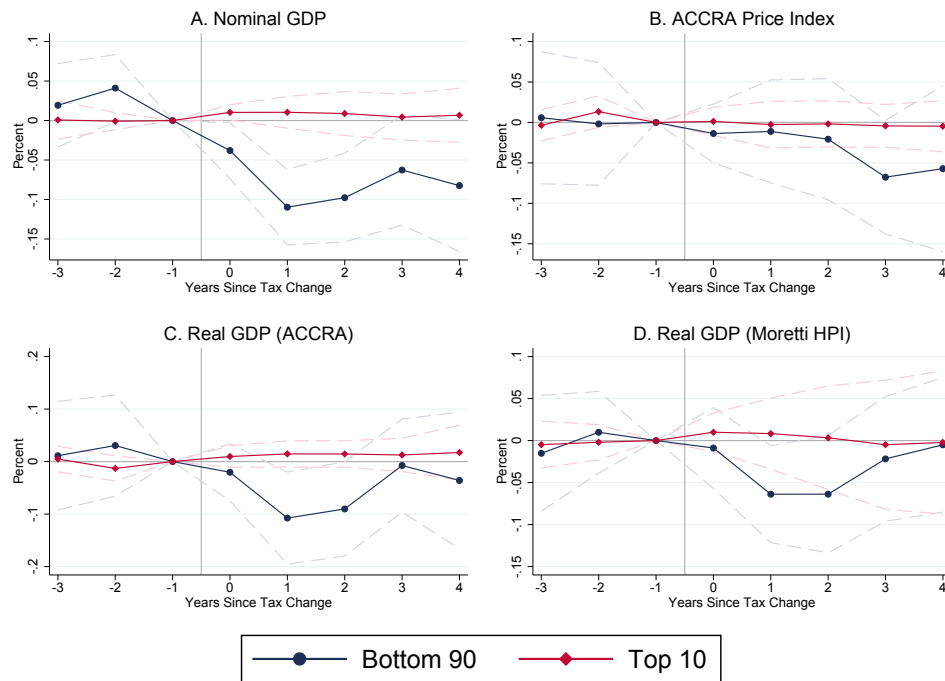 A. Nominal GDP
Percent
.1
.05
0
-.05
-.1
-.15
-3 -2 -1 0 1 2 3 4
Years Since Tax Change
B. ACCRA Price Index
Percent
.1
.05
0
-.05
-.1
-.15
-3 -2 -1 0 1 2 3 4
Years Since Tax Change
C. Real GDP (ACCRA)
Percent
.2
.1
0
-.1
-.2
-3 -2 -1 0 1 2 3 4
Years Since Tax Change
D. Real GDP (Moretti HPI)
Percent
.1
.05
0
-.05
-.1
-.15
-3 -2 -1 0 1 2 3 4
Years Since Tax Change
Bottom 90 Top 10